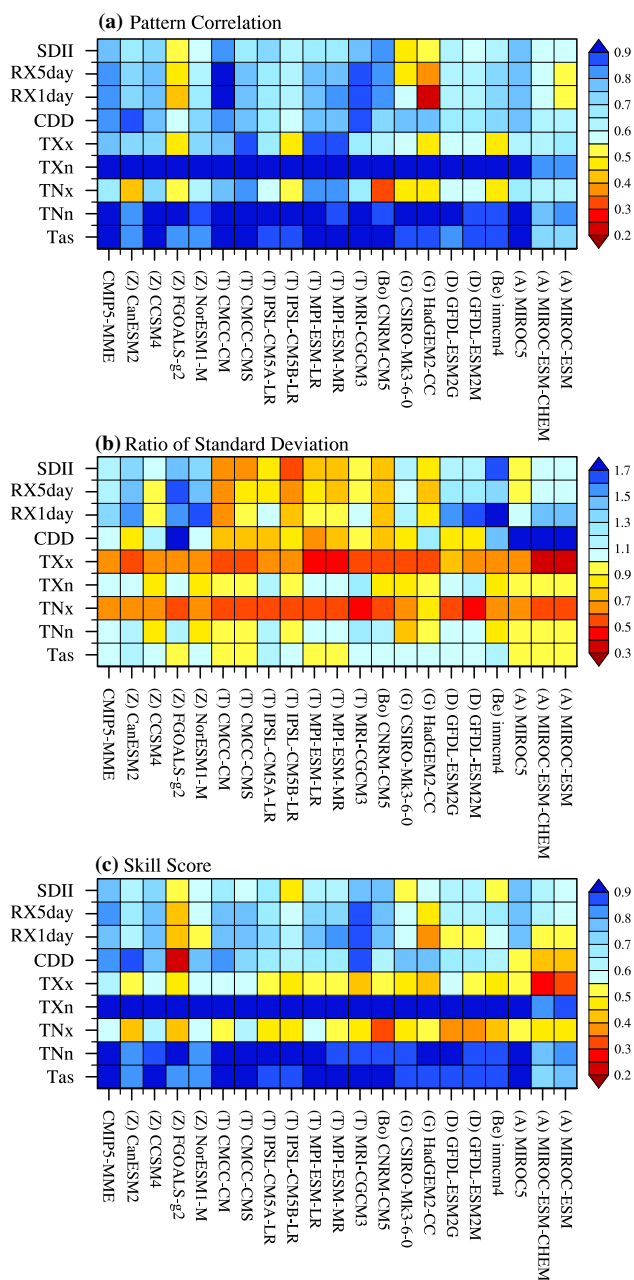 (a) Pattern Correlation
SDII
RX5day
RX1day
CDD
TXx
TXn
TNx
TNn
Tas
0.9
0.8
0.7
0.6
0.5
0.4
0.3
0.2
CMIP5-MME
(Z) CanESM2
(Z) CCSM4
(Z) FGOALS-g2
(Z) NorESM1-M
(T) CMCC-CM
(T) CMCC-CMS
(T) IPSL-CM5A-LR
(T) IPSL-CM5B-LR
(T) MPI-ESM-LR
(T) MPI-ESM-MR
(T) MRI-CGCM3
(Bo) CNRM-CM5
(G) CSIRO-Mk3-6-0
(G) HadGEM2-CC
(D) GFDL-ESM2G
(D) GFDL-ESM2M
(Be) inmcm4
(A) MIROC5
(A) MIROC-ESM-CHEM
(A) MIROC-ESM
(b) Ratio of Standard Deviation
SDII
RX5day
RX1day
CDD
TXx
TXn
TNx
TNn
Tas
1.7
1.5
1.3
1.1
0.9
0.7
0.5
0.3
CMIP5-MME
(Z) CanESM2
(Z) CCSM4
(Z) FGOALS-g2
(Z) NorESM1-M
(T) CMCC-CM
(T) CMCC-CMS
(T) IPSL-CM5A-LR
(T) IPSL-CM5B-LR
(T) MPI-ESM-LR
(T) MPI-ESM-MR
(T) MRI-CGCM3
(Bo) CNRM-CM5
(G) CSIRO-Mk3-6-0
(G) HadGEM2-CC
(D) GFDL-ESM2G
(D) GFDL-ESM2M
(Be) inmcm4
(A) MIROC5
(A) MIROC-ESM-CHEM
(A) MIROC-ESM
(c) Skill Score
SDII
RX5day
RX1day
CDD
TXx
TXn
TNx
TNn
Tas
0.9
0.8
0.7
0.6
0.5
0.4
0.3
0.2
CMIP5-MME
(Z) CanESM2
(Z) CCSM4
(Z) FGOALS-g2
(Z) NorESM1-M
(T) CMCC-CM
(T) CMCC-CMS
(T) IPSL-CM5A-LR
(T) IPSL-CM5B-LR
(T) MPI-ESM-LR
(T) MPI-ESM-MR
(T) MRI-CGCM3
(Bo) CNRM-CM5
(G) CSIRO-Mk3-6-0
(G) HadGEM2-CC
(D) GFDL-ESM2G
(D) GFDL-ESM2M
(Be) inmcm4
(A) MIROC5
(A) MIROC-ESM-CHEM
(A) MIROC-ESM